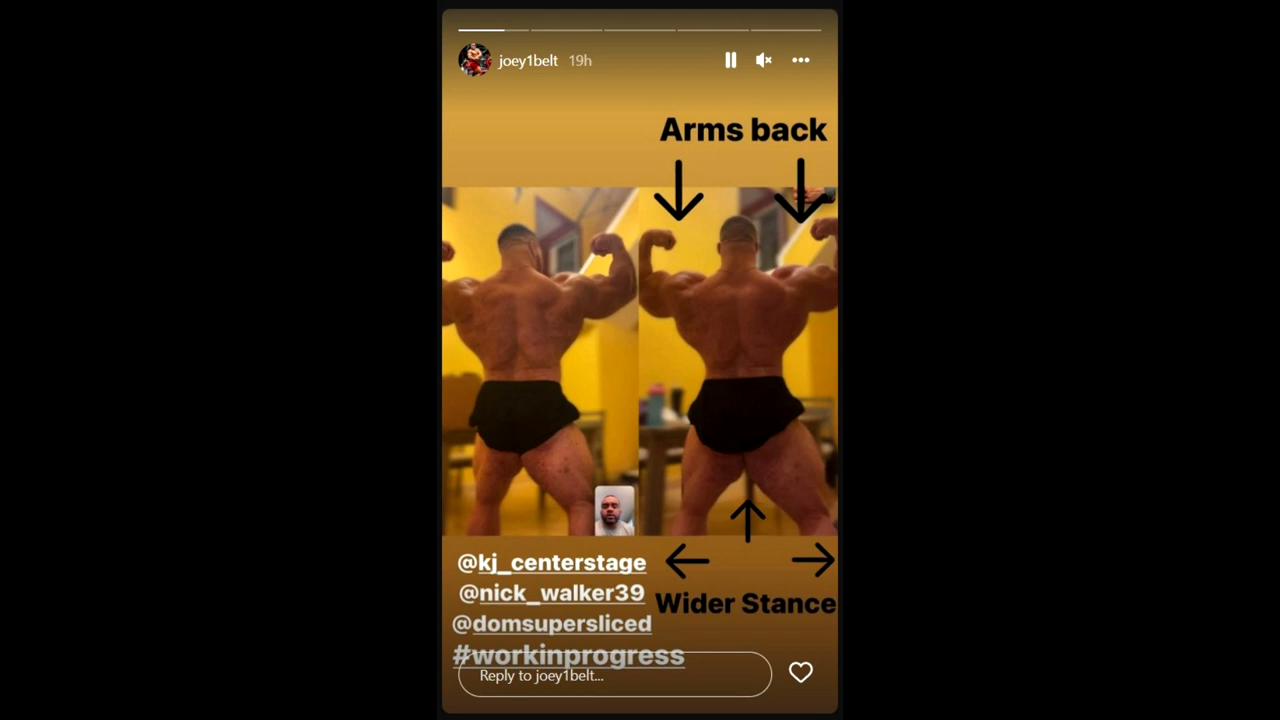 joey1belt 19h
Arms back
@kj_centerstage
@nick_walker39
Wider Stance
@domsupersliced
#workinprogress
Reply to joey1belt...